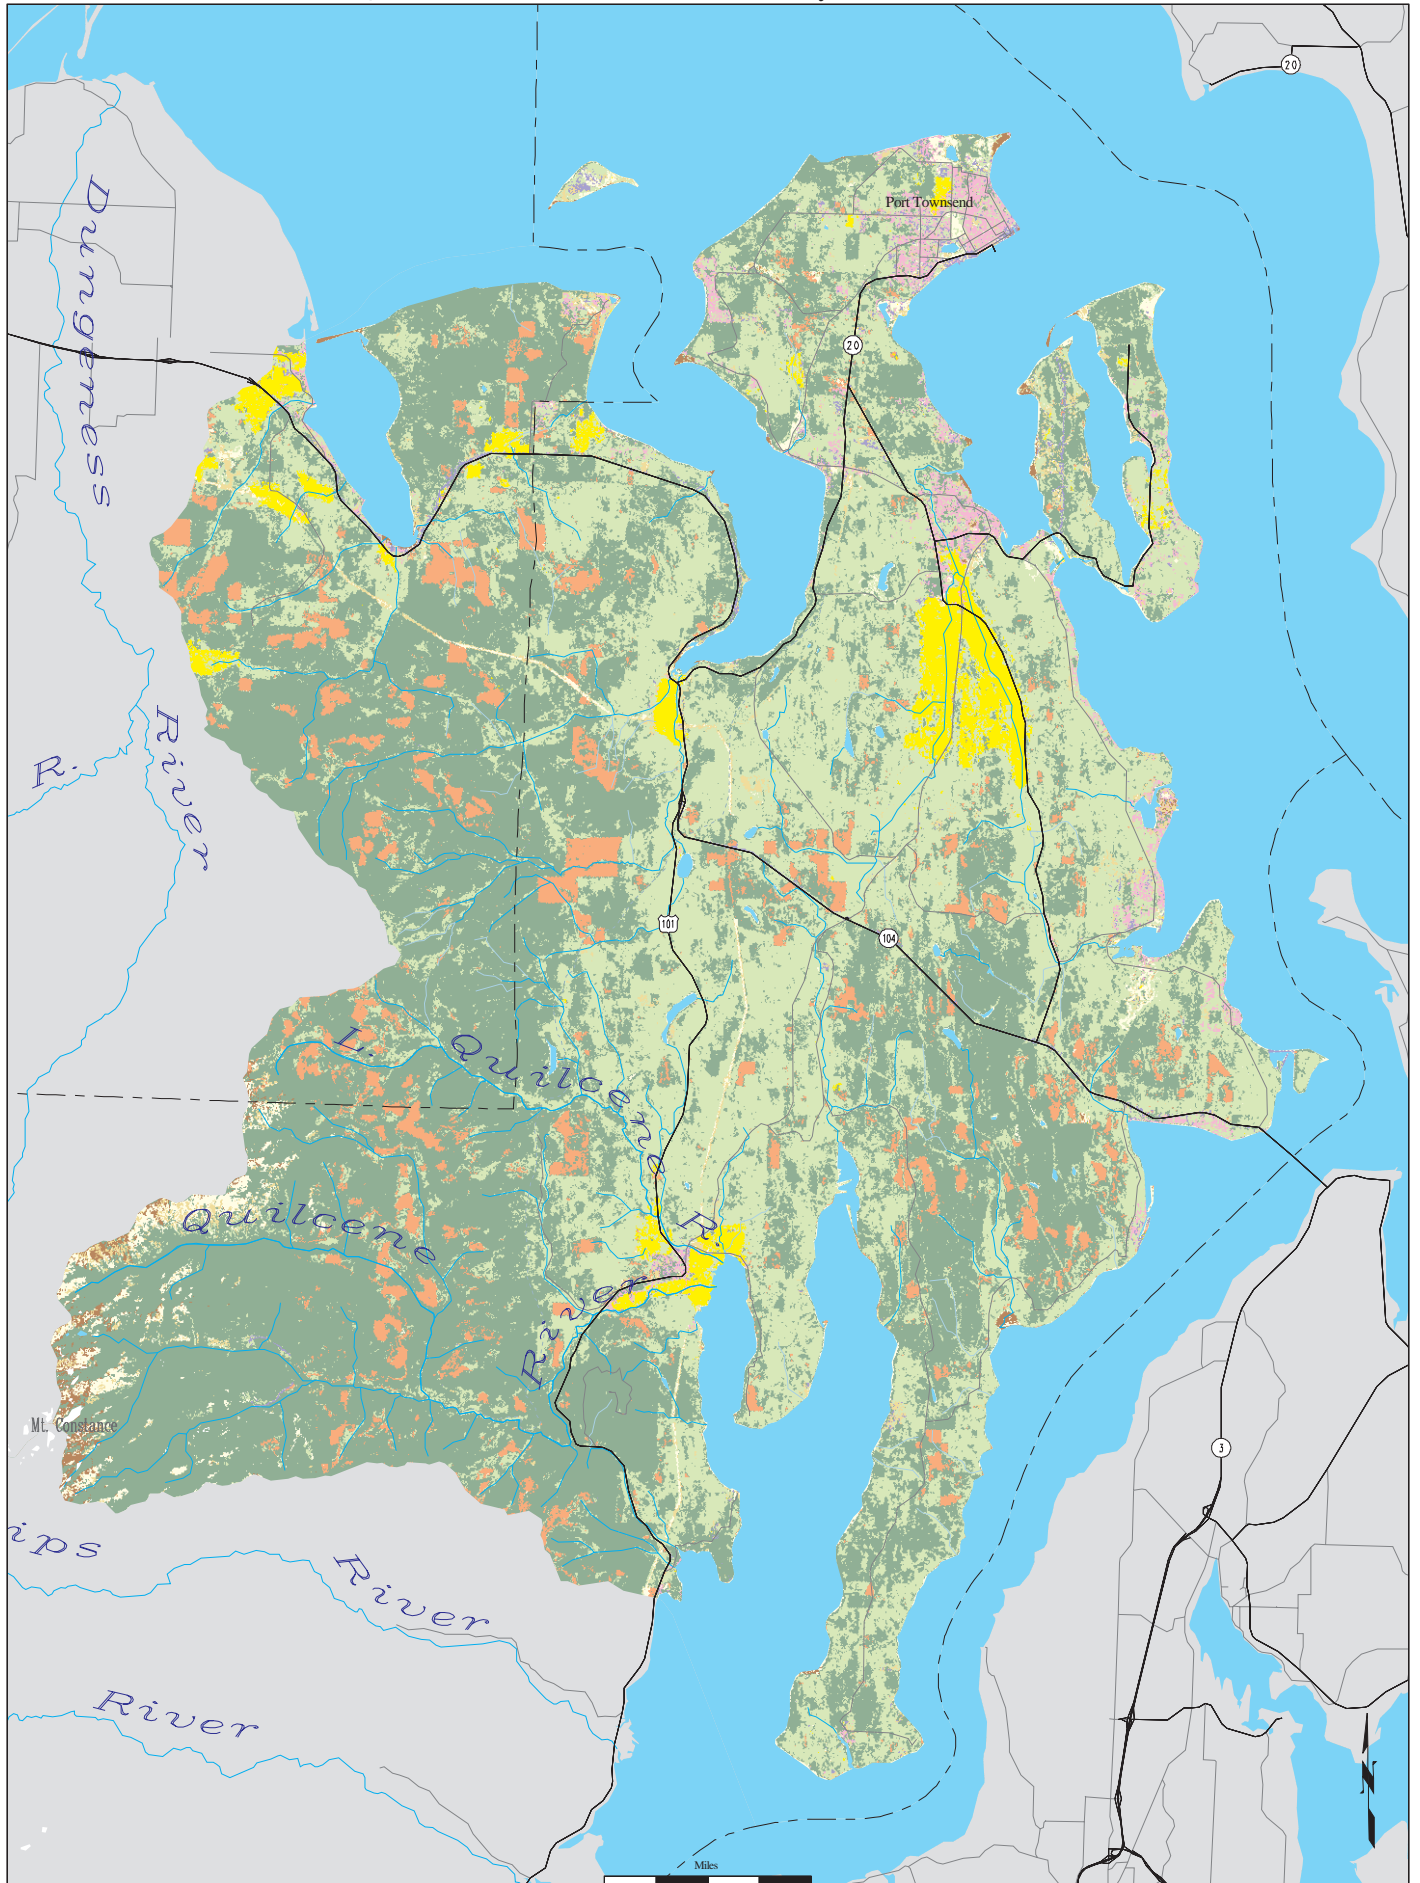 20
Port Townsend
Dungeness
River
20
R.
101
104
L. Quilcene R.
Quilcene River
Mt. Constance
3
ips River
River
N
Miles